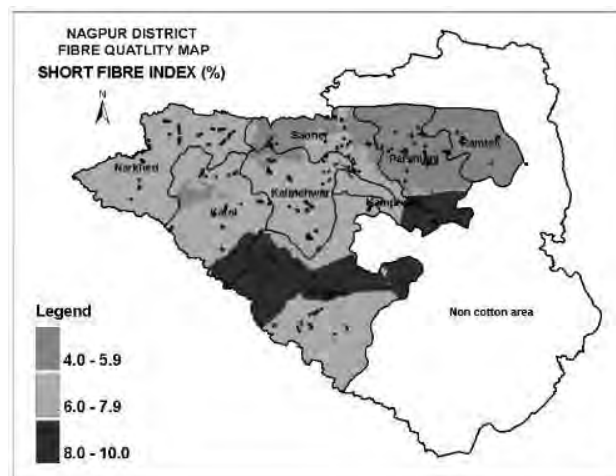 NAGPUR DISTRICT
FIBRE QUATLITY MAP
SHORT FIBRE INDEX (%)
N
Saoner
Parshivni
Ramtek
Narkhed
Kalmeshwar
Katol
Non cotton area
Legend
4.0 - 5.9
6.0 - 7.9
8.0 - 10.0